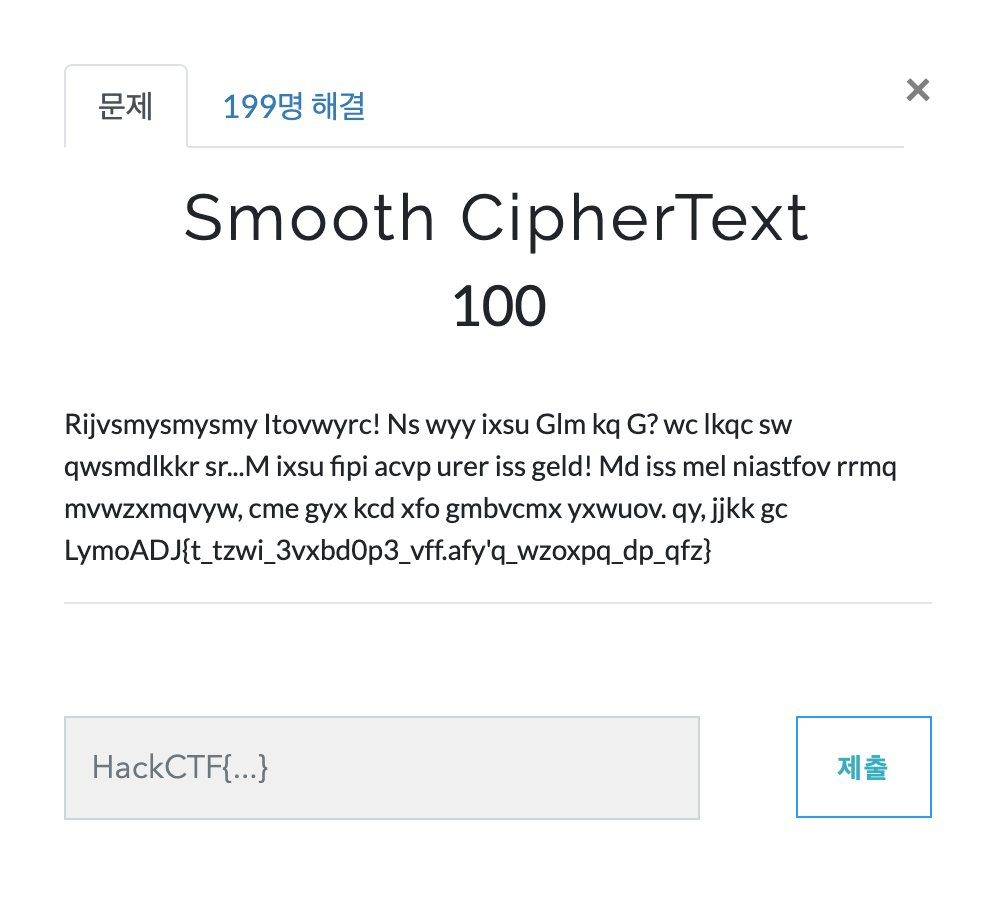 문제
199명 해결
×
Smooth CipherText
100
Rijvsmysmysmy Itovwyrc! Ns wyy ixsu Glm kq G? wc lkqc sw
qwsmdlkkr sr...M ixsu fipi acvp urer iss geld! Md iss mel niastfov rrmq
mvwzxmqvyw, cme gyx kcd xfo gmbvcmx yxwuov. qy, jjkk gc
LymoADJ{t_tzwi_3vxbd0p3_vff.afy'q_wzoxpq_dp_qfz}
HackCTF{...}
제출